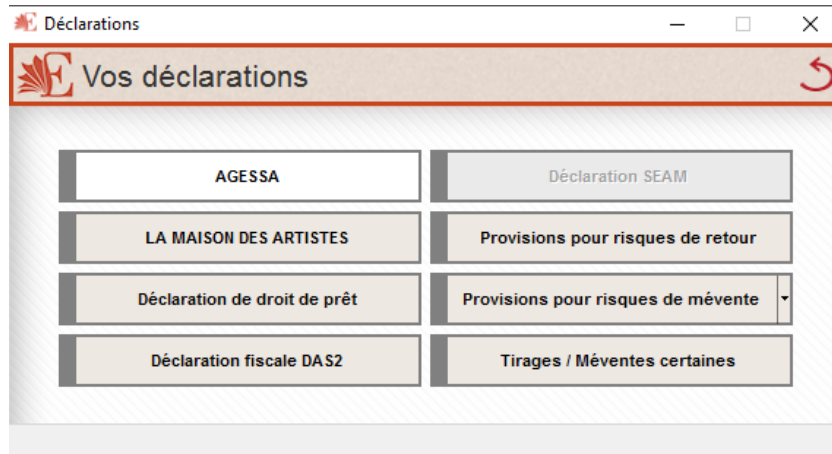 Déclarations
E Vos déclarations
AGESSA
Déclaration SEAM
LA MAISON DES ARTISTES
Provisions pour risques de retour
Déclaration de droit de prêt
Provisions pour risques de mévente
Déclaration fiscale DAS2
Tirages / Méventes certaines